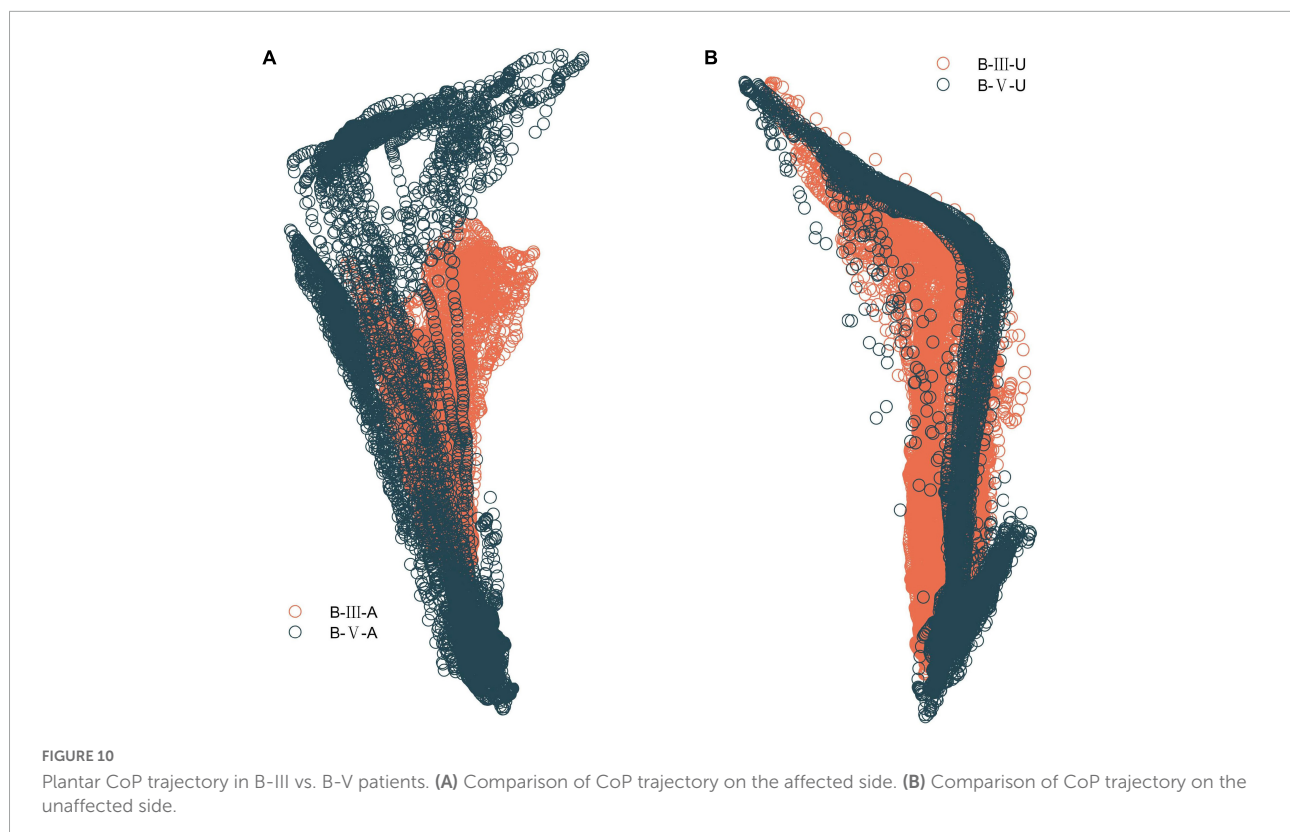 A
B
B-III-U
B-V-U
B-III-A
B-V-A
FIGURE 10
Plantar CoP trajectory in B-III vs. B-V patients. (A) Comparison of CoP trajectory on the affected side. (B) Comparison of CoP trajectory on the
unaffected side.